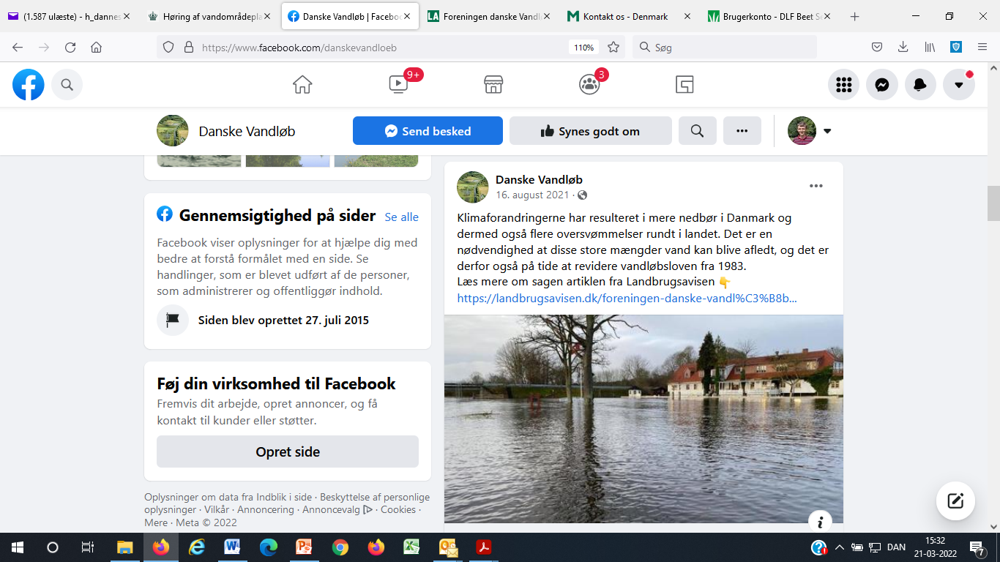 (1.587 ulæste) - h_dannes
Høring af vandområdepla
Danske Vandløb | Faceboo
Foreningen danske Vandl
Kontakt os - Denmark
Brugerkonto - DLF Beet Se
https://www.facebook.com/danskevandloeb
110%
Søg
9+
3
Danske Vandløb
Send besked
Synes godt om
Gennemsigtighed på sider
Se alle
Facebook viser oplysninger for at hjælpe dig med
bedre at forstå formålet med en side. Se
handlinger, som er blevet udført af de personer,
som administrerer og offentliggør indhold.
Siden blev oprettet 27. juli 2015
Føj din virksomhed til Facebook
Fremvis dit arbejde, opret annoncer, og få
kontakt til kunder eller støtter.
Opret side
Oplysninger om data fra Indblik i side · Beskyttelse af personlige
oplysninger · Vilkår · Annoncering · Annoncevalg · Cookies ·
Mere · Meta © 2022
Danske Vandløb
16. august 2021 ·
Klimaforandringerne har resulteret i mere nedbør i Danmark og
dermed også flere oversvømmelser rundt i landet. Det er en
nødvendighed at disse store mængder vand kan blive afledt, og det er
derfor også på tide at revidere vandløbsloven fra 1983.
Læs mere om sagen artiklen fra Landbrugsavisen 👇
https://landbrugsavisen.dk/foreningen-danske-vandl%C3%B8b...
DAN
15:32
21-03-2022
7